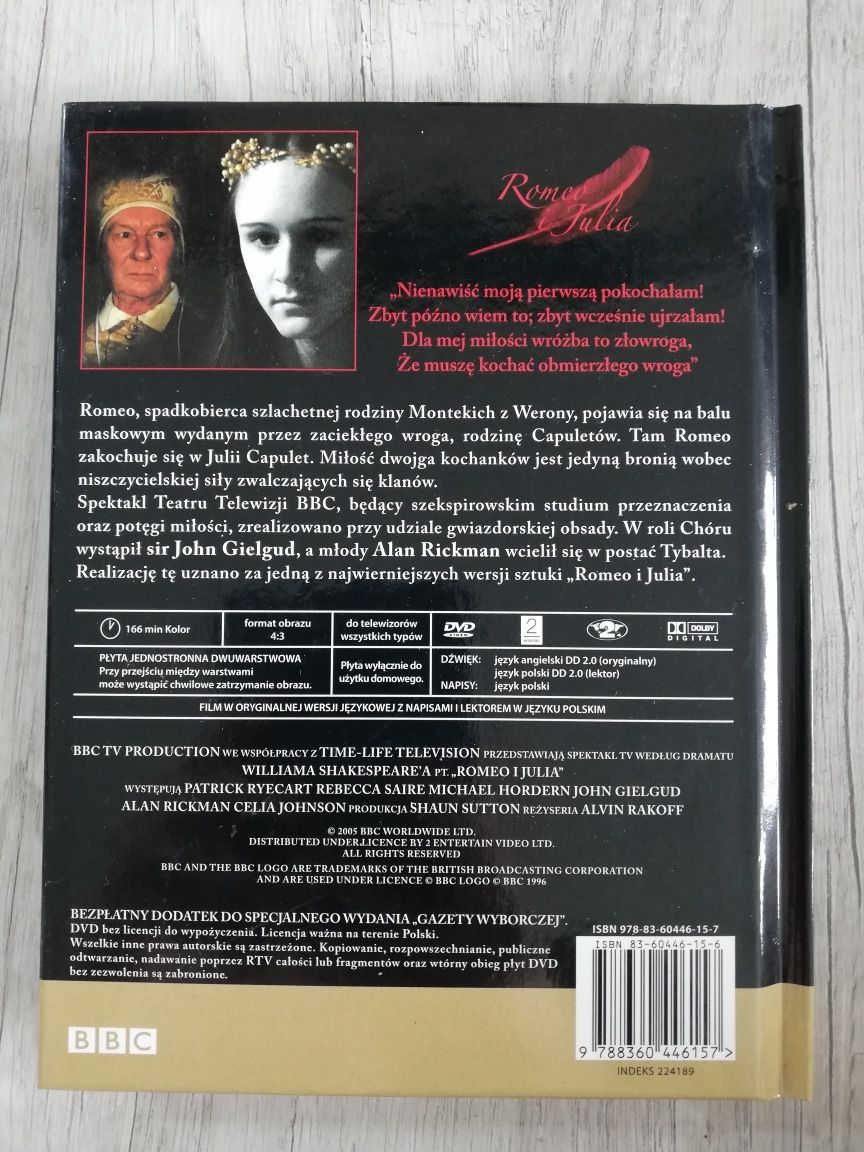 Romeo
i Julia
„Nienawiść moją pierwszą pokochałam!
Zbyt późno wiem to; zbyt wcześnie ujrzałam!
Dla mej miłości wróżba to złowroga,
Że muszę kochać obmierzłego wroga”
Romeo, spadkobierca szlachetnej rodziny Montekich z Werony, pojawia się na balu
maskowym wydanym przez zaciekłego wroga, rodzinę Capuletów. Tam Romeo
zakochuje się w Julii Capulet. Miłość dwojga kochanków jest jedyną bronią wobec
niszczycielskiej siły zwalczających się klanów.
Spektakl Teatru Telewizji BBC, będący szekspirowskim studium przeznaczenia
oraz potęgi miłości, zrealizowano przy udziale gwiazdorskiej obsady. W roli Chóru
wystąpił sir John Gielgud, a młody Alan Rickman wcielił się w postać Tybalta.
Realizację tę uznano za jedną z najwierniejszych wersji sztuki „Romeo i Julia”.
166 min Kolor
format obrazu
4:3
do telewizorów
wszystkich typów
DVD
VIDEO
2
entertain
2
DOLBY
DIGITAL
PŁYTA JEDNOSTRONNA DWUWARSTWOWA
Przy przejściu między warstwami
może wystąpić chwilowe zatrzymanie obrazu.
Płyta wyłącznie do
użytku domowego.
DŹWIĘK: język angielski DD 2.0 (oryginalny)
język polski DD 2.0 (lektor)
NAPISY: język polski
FILM W ORYGINALNEJ WERSJI JĘZYKOWEJ Z NAPISAMI I LEKTOREM W JĘZYKU POLSKIM
BBC TV PRODUCTION WE WSPÓŁPRACY Z TIME-LIFE TELEVISION PRZEDSTAWIAJĄ SPEKTAKL TV WEDŁUG DRAMATU
WILLIAMA SHAKESPEARE'A PT. „ROMEO I JULIA”
WYSTĘPUJĄ PATRICK RYECART REBECCA SAIRE MICHAEL HORDERN JOHN GIELGUD
ALAN RICKMAN CELIA JOHNSON PRODUKCJA SHAUN SUTTON REŻYSERIA ALVIN RAKOFF
© 2005 BBC WORLDWIDE LTD.
DISTRIBUTED UNDER.LICENCE BY 2 ENTERTAIN VIDEO LTD.
ALL RIGHTS RESERVED
BBC AND THE BBC LOGO ARE TRADEMARKS OF THE BRITISH BROADCASTING CORPORATION
AND ARE USED UNDER LICENCE © BBC LOGO © BBC 1996
BEZPŁATNY DODATEK DO SPECJALNEGO WYDANIA „GAZETY WYBORCZEJ”.
DVD bez licencji do wypożyczenia. Licencja ważna na terenie Polski.
Wszelkie inne prawa autorskie są zastrzeżone. Kopiowanie, rozpowszechnianie, publiczne
odtwarzanie, nadawanie poprzez RTV całości lub fragmentów oraz wtórny obieg płyt DVD
bez zezwolenia są zabronione.
ISBN 978-83-60446-15-7
ISBN 83-60446-15-6
9 788360 446157 >
INDEKS 224189
BBC